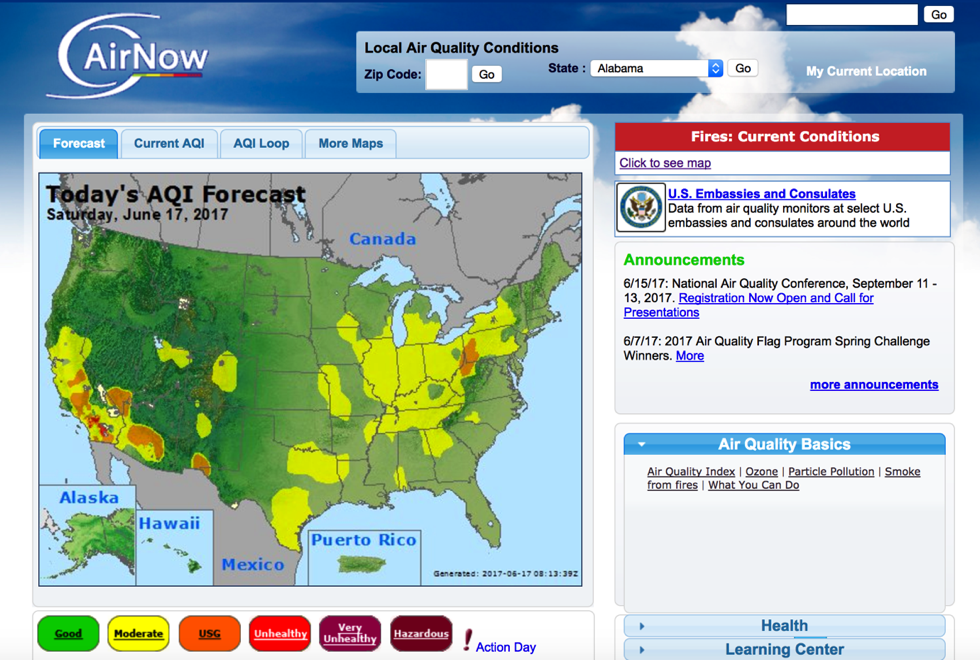 AirNow
Go
Local Air Quality Conditions
Zip Code:
Go
State :
Alabama
Go
My Current Location
Forecast
Current AQI
AQI Loop
More Maps
Today's AQI Forecast
Saturday, June 17, 2017
Canada
Alaska
Hawaii
Mexico
Puerto Rico
Generated: 2017-06-17 08:13:39Z
Good
Moderate
USG
Unhealthy
Very
Unhealthy
Hazardous
! Action Day
Fires: Current Conditions
Click to see map
U.S. Embassies and Consulates
Data from air quality monitors at select U.S.
embassies and consulates around the world
Announcements
6/15/17: National Air Quality Conference, September 11 -
13, 2017. Registration Now Open and Call for
Presentations
6/7/17: 2017 Air Quality Flag Program Spring Challenge
Winners. More
more announcements
Air Quality Basics
Air Quality Index | Ozone | Particle Pollution | Smoke
from fires | What You Can Do
Health
Learning Center